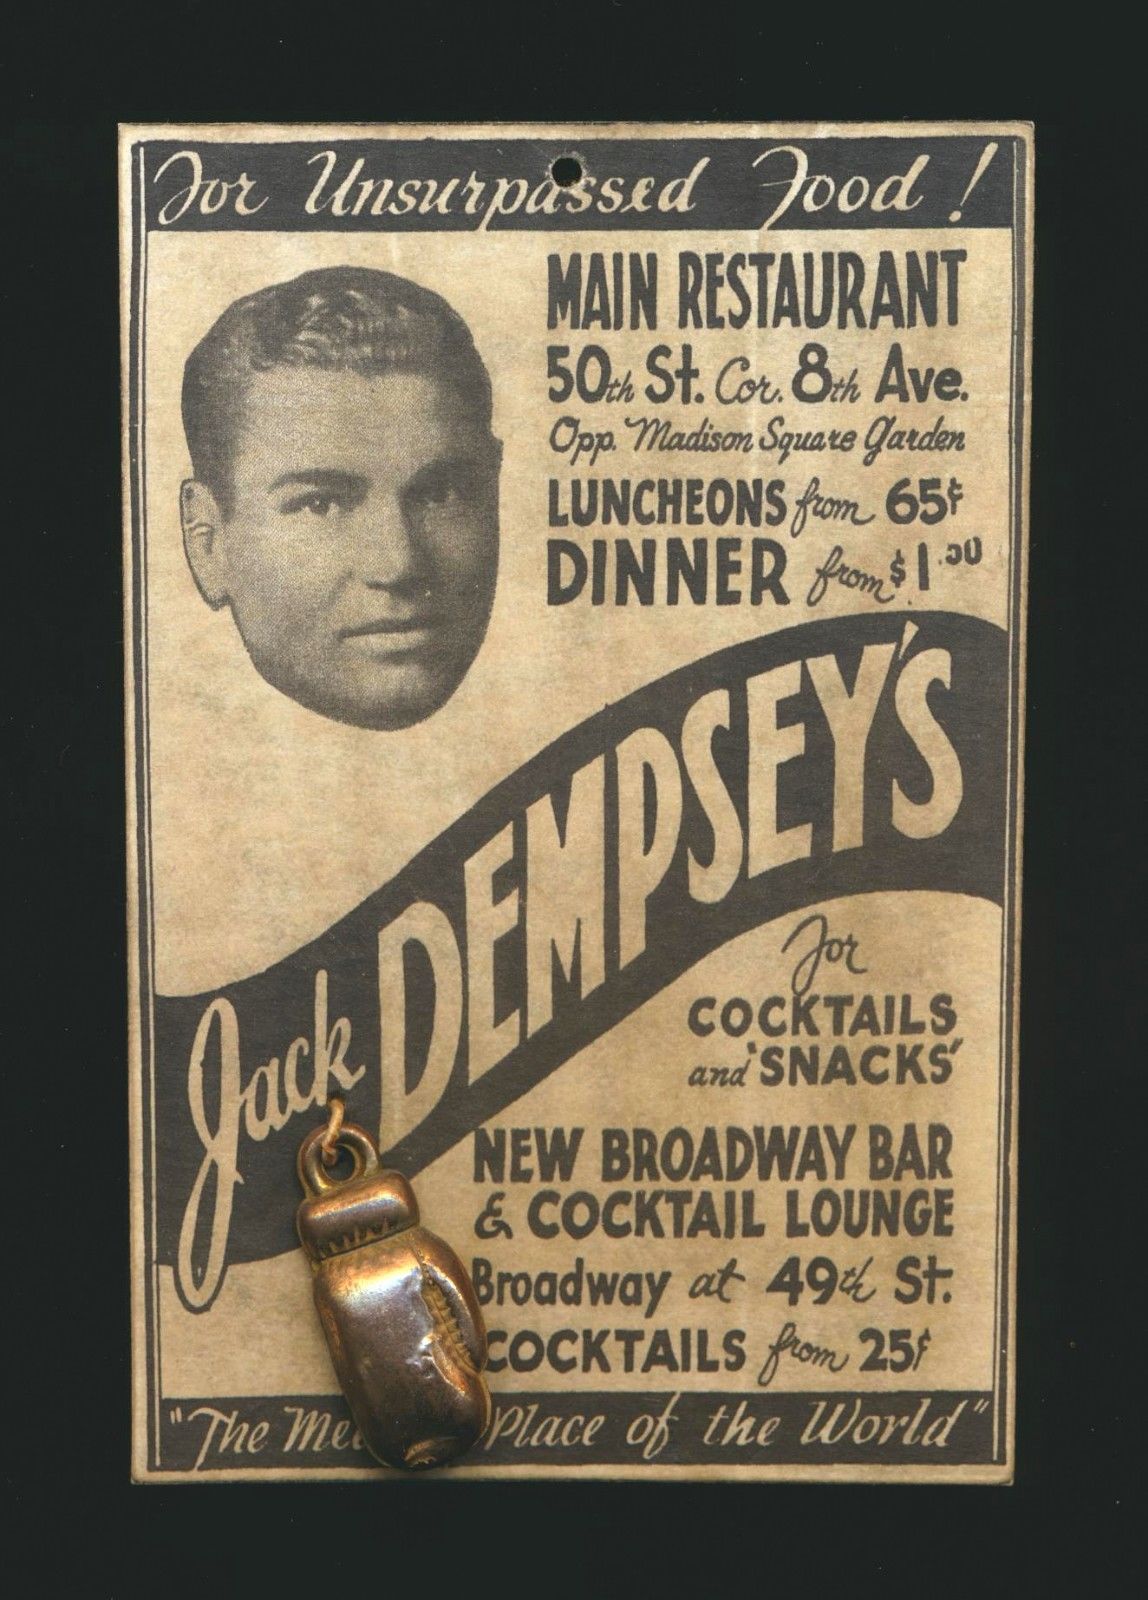 For Unsurpassed Food!
MAIN RESTAURANT
50th St. Cor. 8th Ave.
Opp. Madison Square Garden
LUNCHEONS from 65¢
DINNER from $1.50
Jack DEMPSEY'S
For
COCKTAILS
and "SNACKS"
NEW BROADWAY BAR
& COCKTAIL LOUNGE
Broadway at 49th St.
COCKTAILS from 25¢
"The Place of the World"